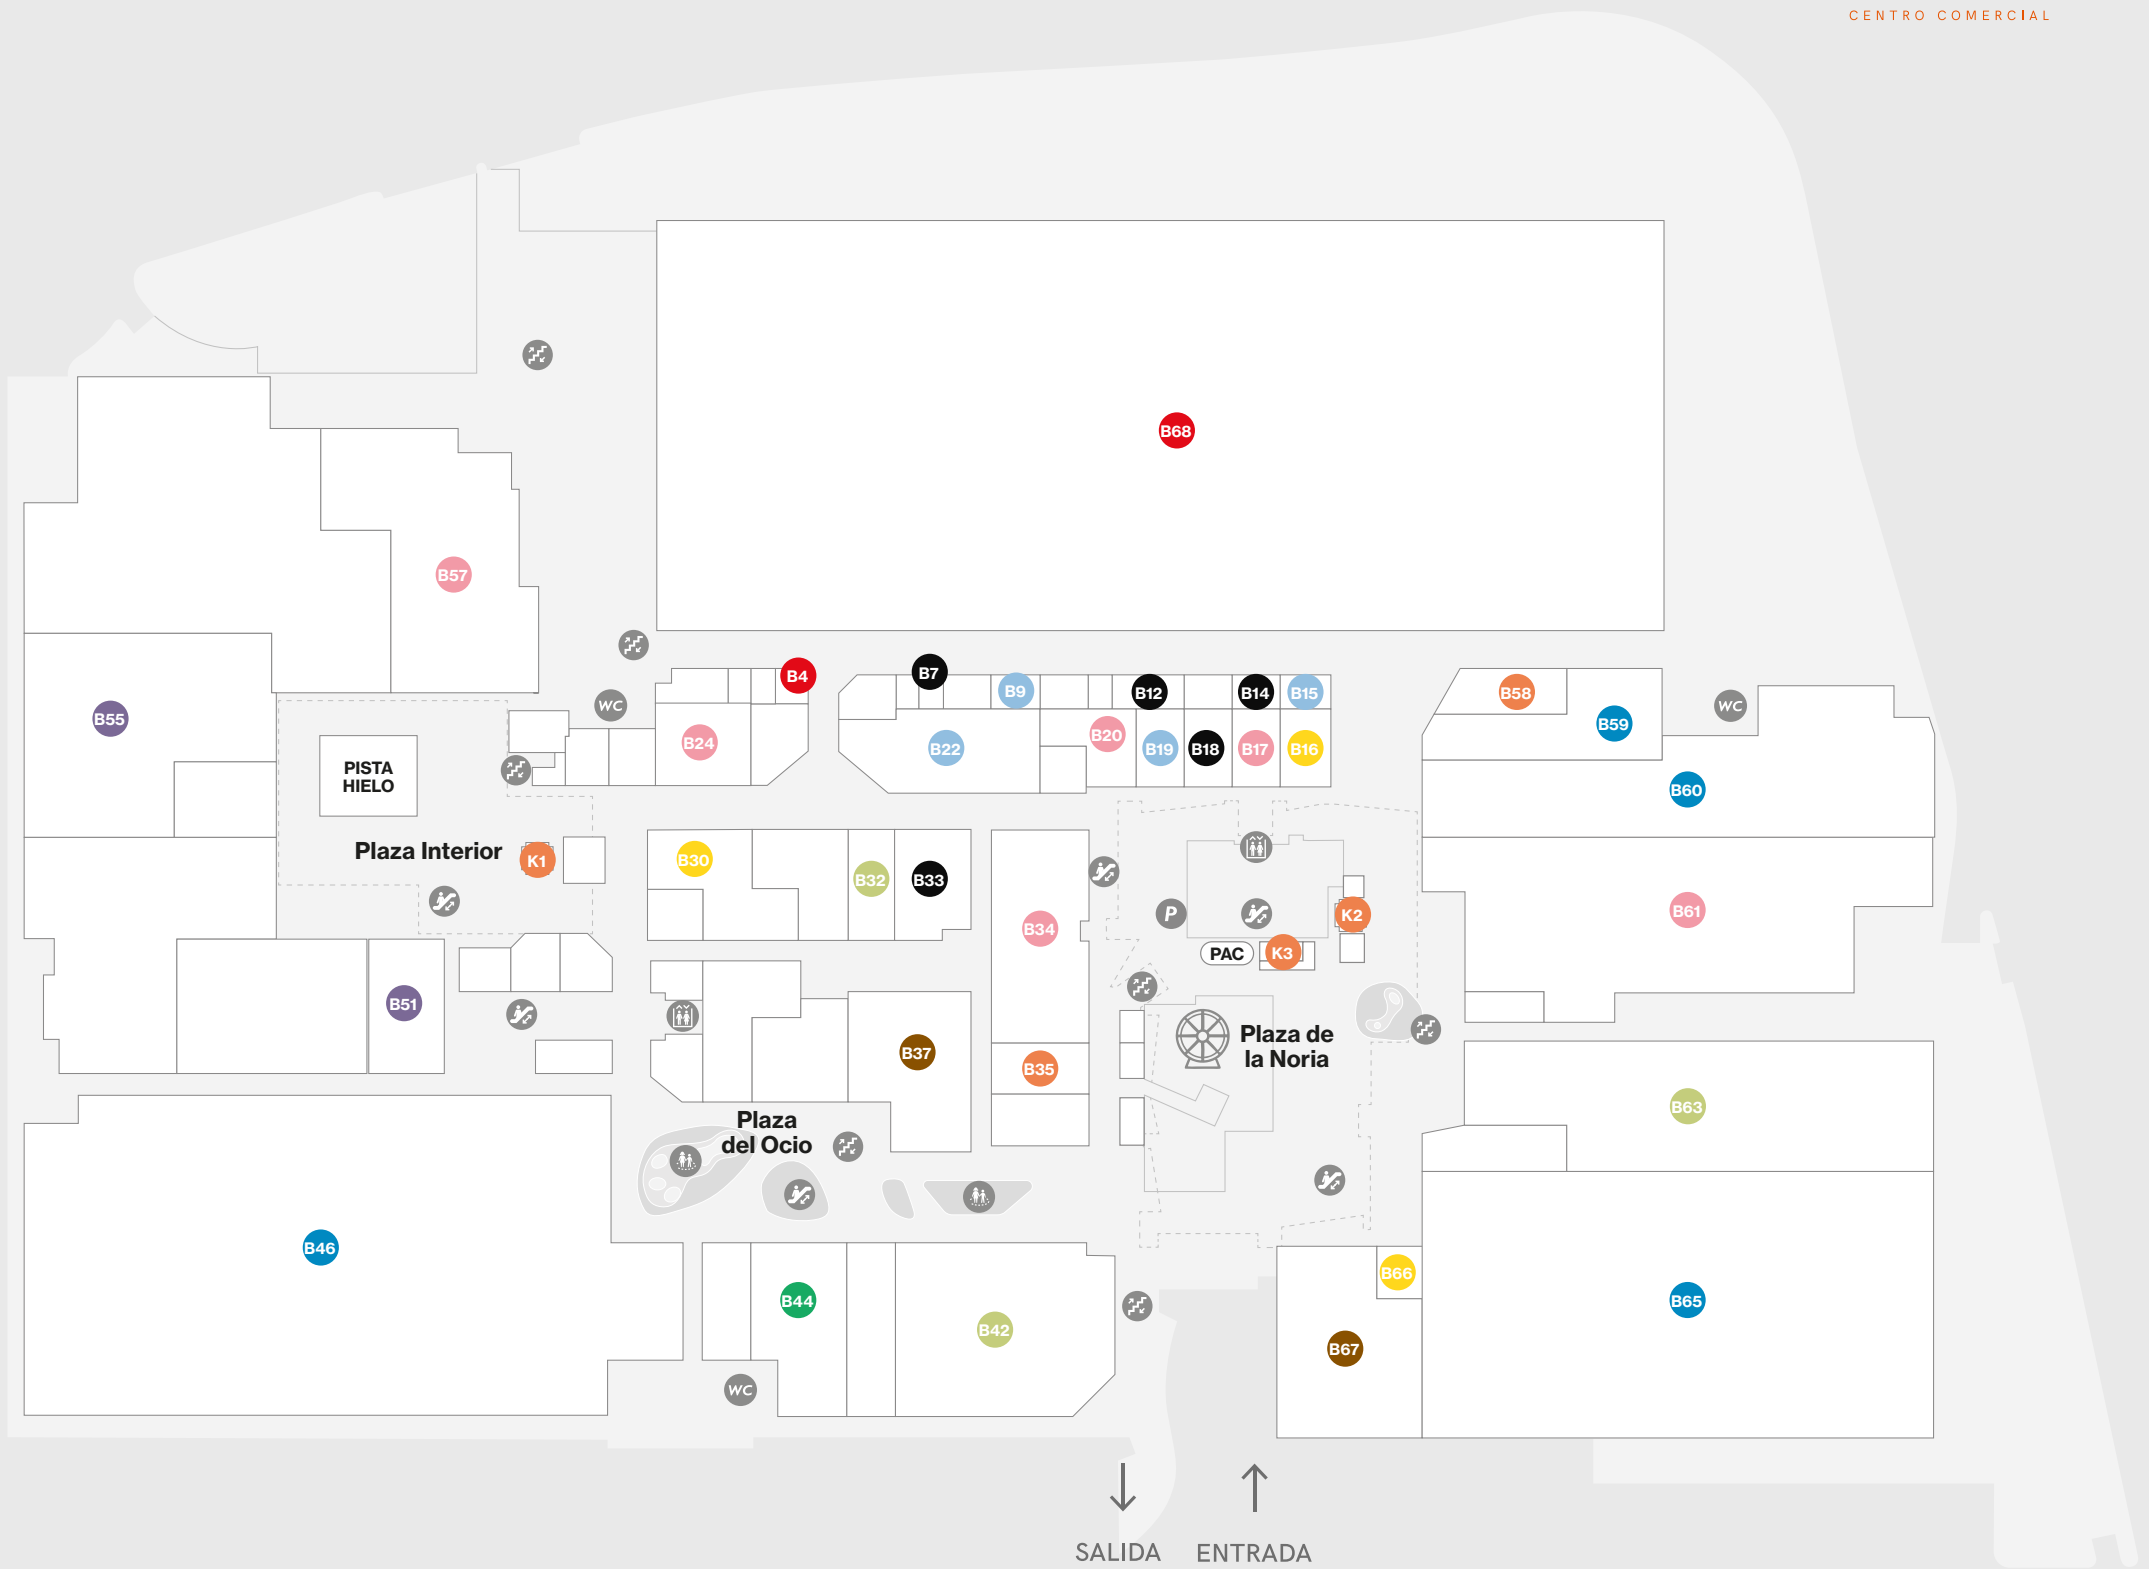 CENTRO COMERCIAL
B68
B57
B4
B7
B9
B12
B14
B15
B58
B59
WC
WC
B55
B24
B22
B20
B19
B18
B17
B16
PISTA
HIELO
B60
Plaza Interior
K1
B30
B32
B33
B34
P
K2
B61
PAC
K3
B51
B37
B35
Plaza de
la Noria
B63
Plaza
del Ocio
B46
B44
B42
B66
B65
B67
WC
SALIDA
ENTRADA